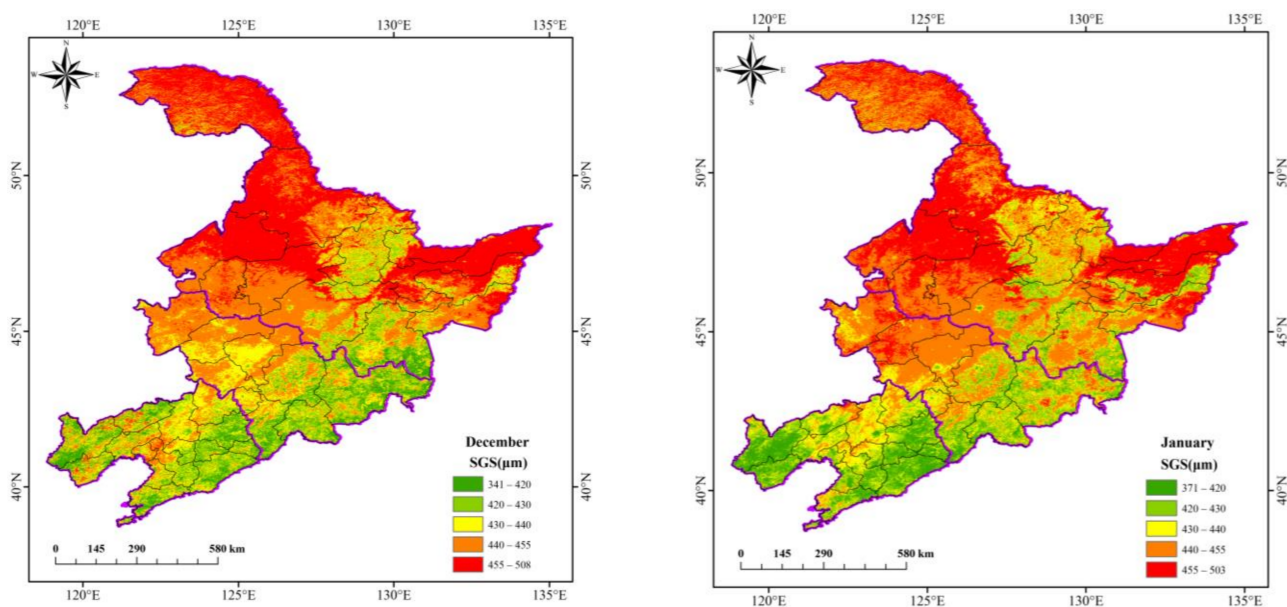 120°E 125°E 130°E 135°E
N
W E
S
50°N 50°N
45°N 45°N
40°N 40°N
December
SGS(μm)
341 – 420
420 – 430
430 – 440
440 – 455
455 – 508
0 145 290 580 km
120°E 125°E 130°E 135°E
120°E 125°E 130°E 135°E
N
W E
S
50°N 50°N
45°N 45°N
40°N 40°N
January
SGS(μm)
371 – 420
420 – 430
430 – 440
440 – 455
455 – 503
0 145 290 580 km
120°E 125°E 130°E 135°E